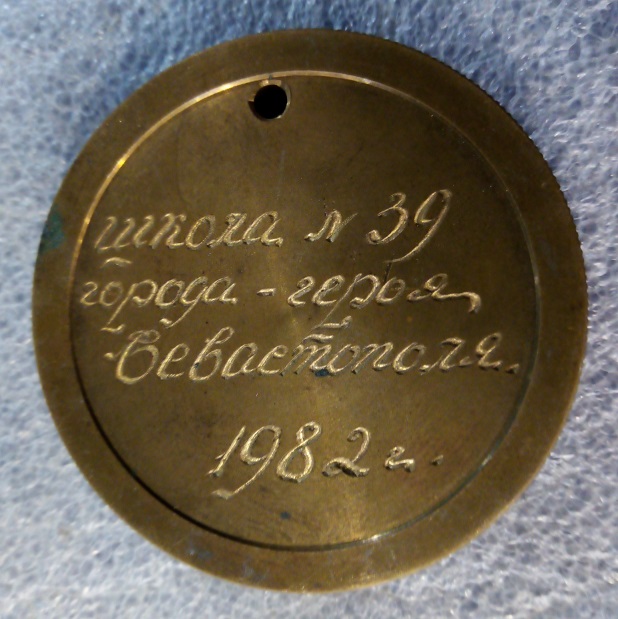 школа № 39
города - героя
Севастополя.
1982 г.